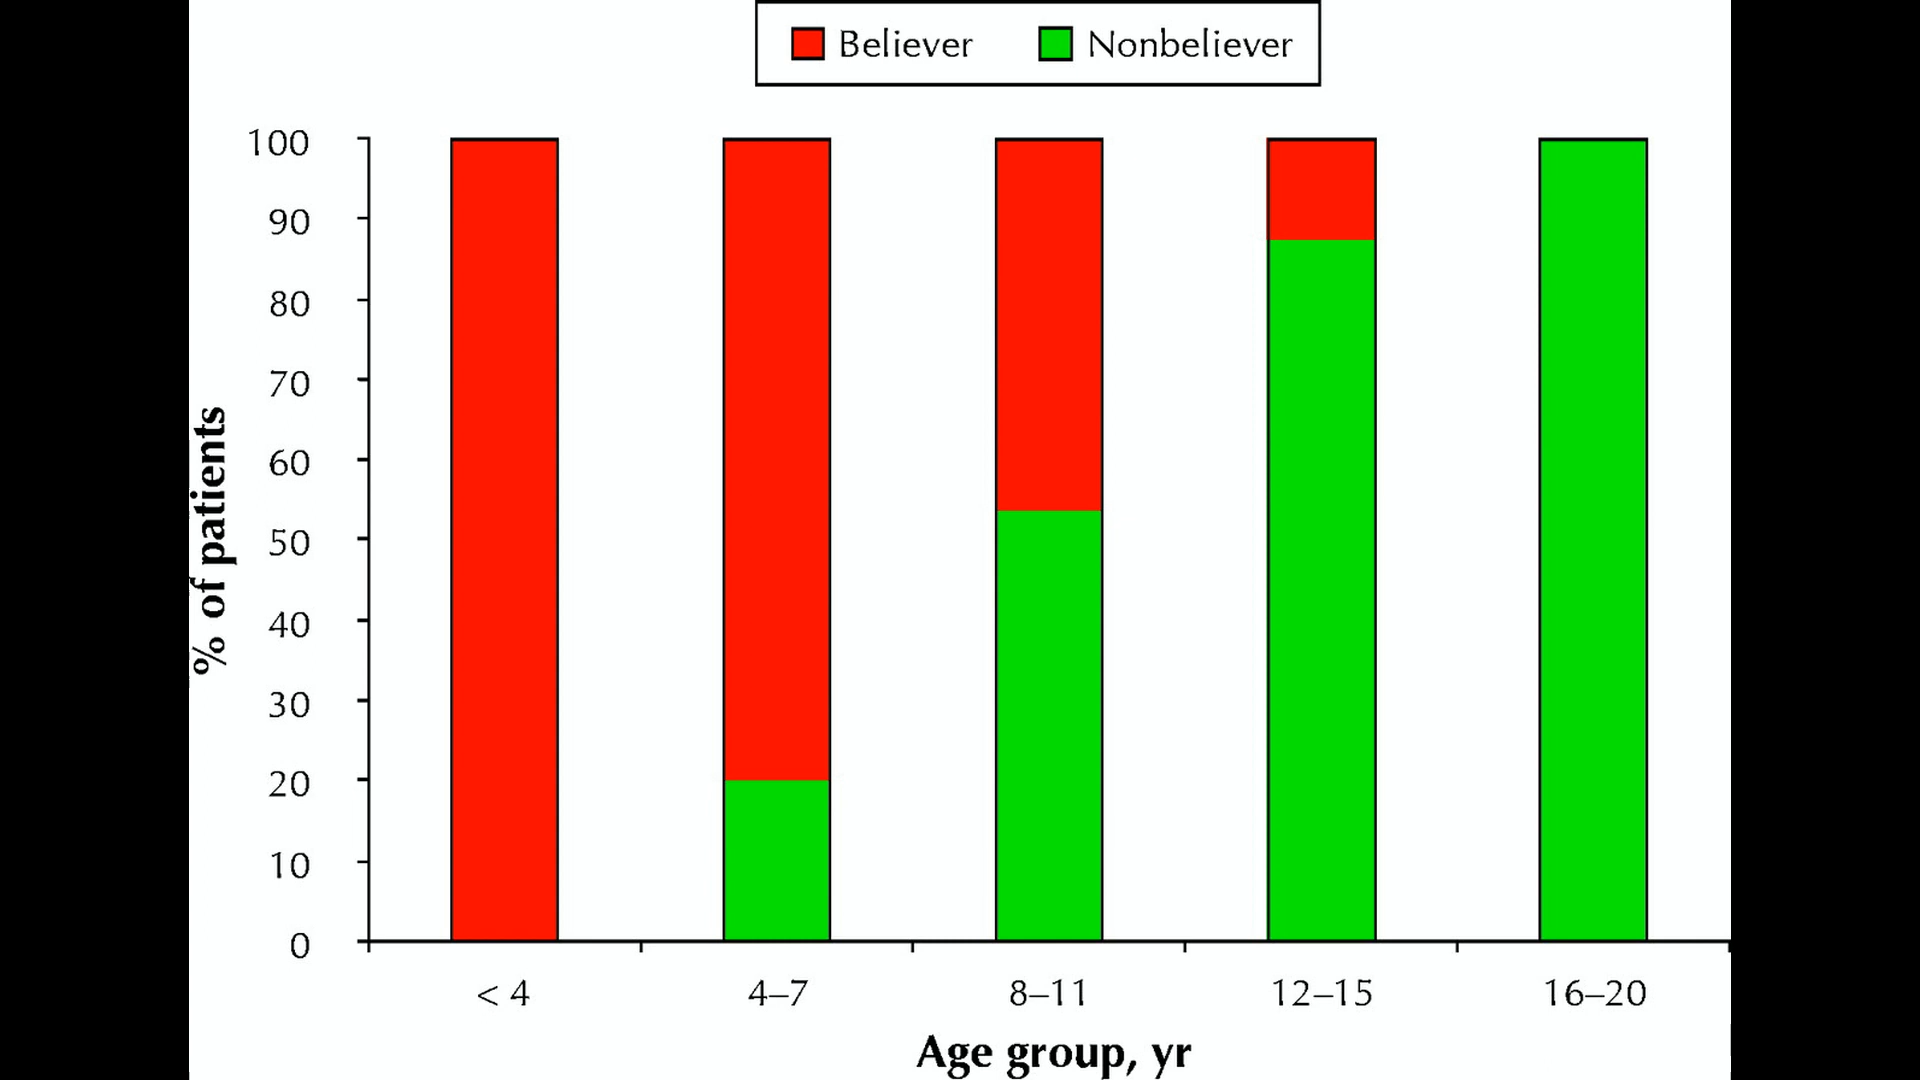 Believer Nonbeliever
100
90
80
70
60
50
40
30
20
10
0
% of patients
< 4 4–7 8–11 12–15 16–20
Age group, yr